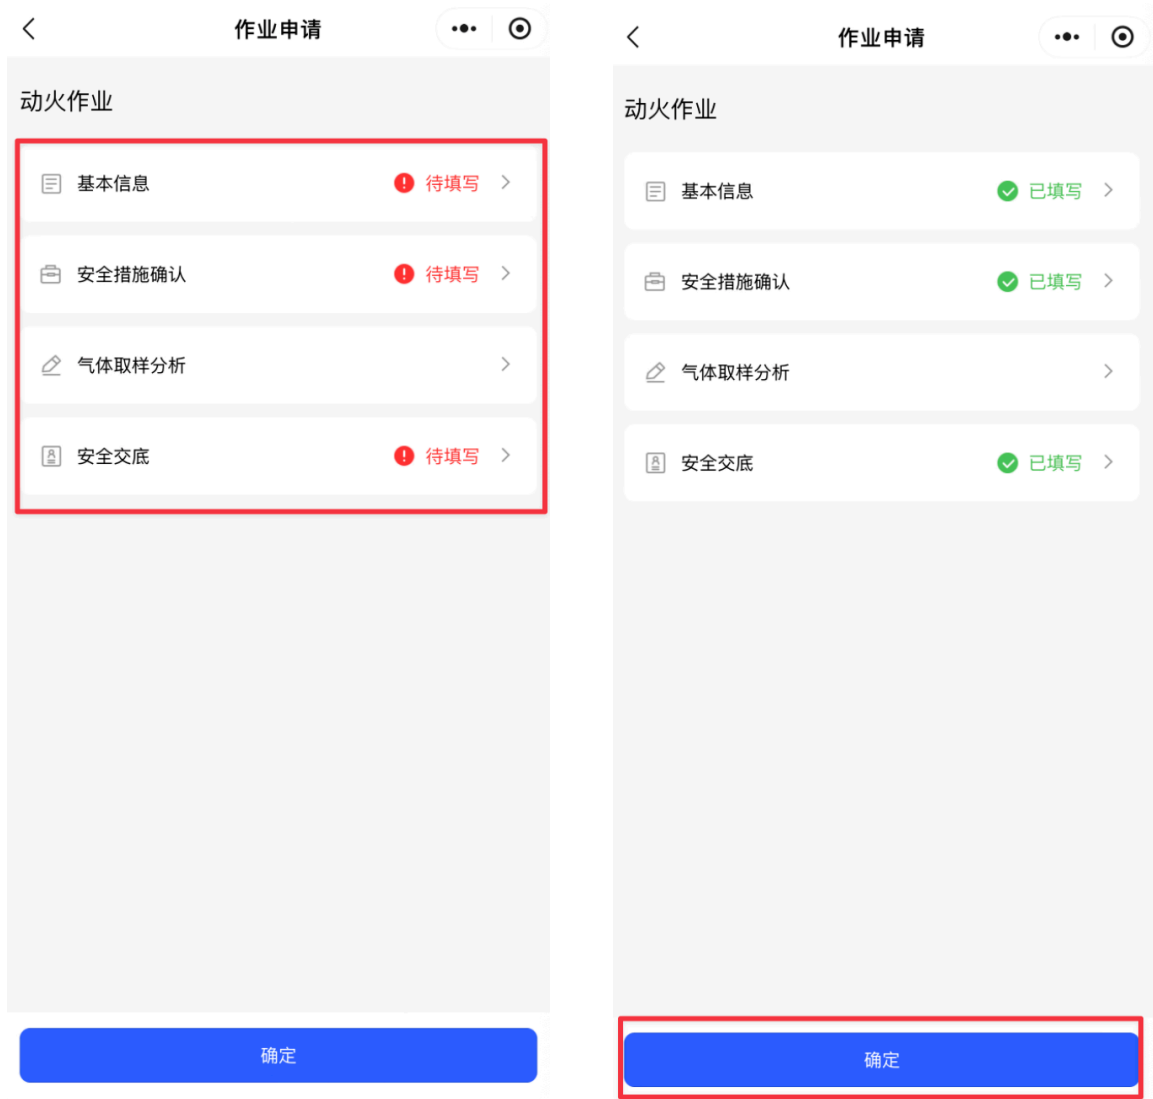 作业申请
动火作业
基本信息 待填写
安全措施确认 待填写
气体取样分析
安全交底 待填写
确定
作业申请
动火作业
基本信息 已填写
安全措施确认 已填写
气体取样分析
安全交底 已填写
确定